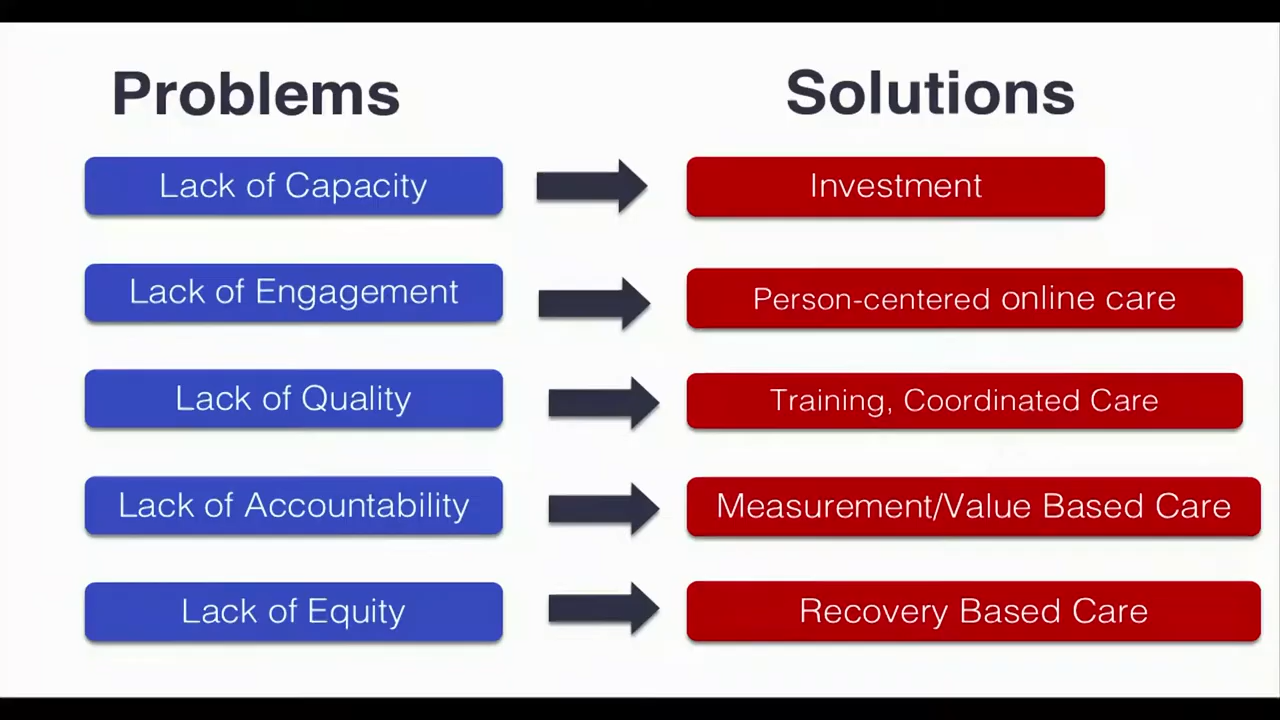 Problems
Solutions
Lack of Capacity
Investment
Lack of Engagement
Person-centered online care
Lack of Quality
Training, Coordinated Care
Lack of Accountability
Measurement/Value Based Care
Lack of Equity
Recovery Based Care